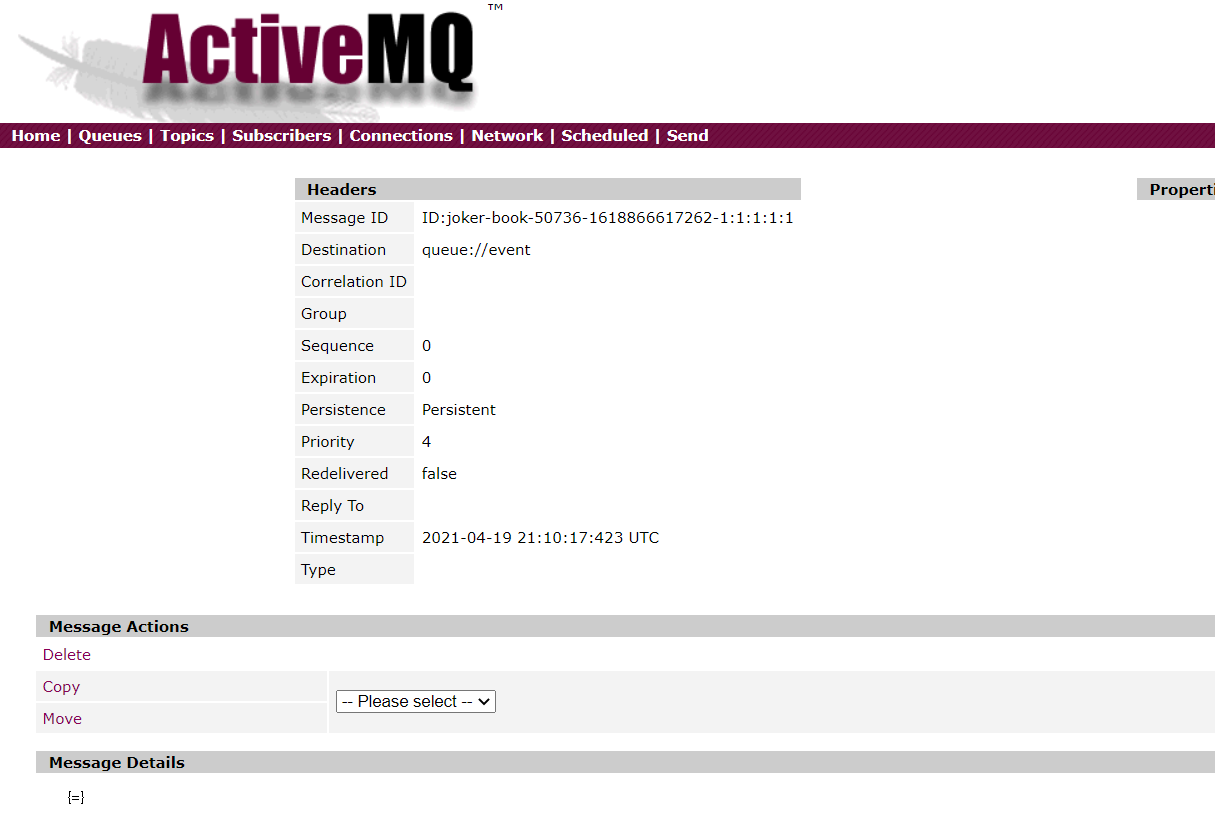 ™
ActiveMQ
Home | Queues | Topics | Subscribers | Connections | Network | Scheduled | Send
Headers
Message ID ID:joker-book-50736-1618866617262-1:1:1:1:1
Destination queue://event
Correlation ID
Group
Sequence 0
Expiration 0
Persistence Persistent
Priority 4
Redelivered false
Reply To
Timestamp 2021-04-19 21:10:17:423 UTC
Type
Properti
Message Actions
Delete
Copy
-- Please select --
Move
Message Details
{=}